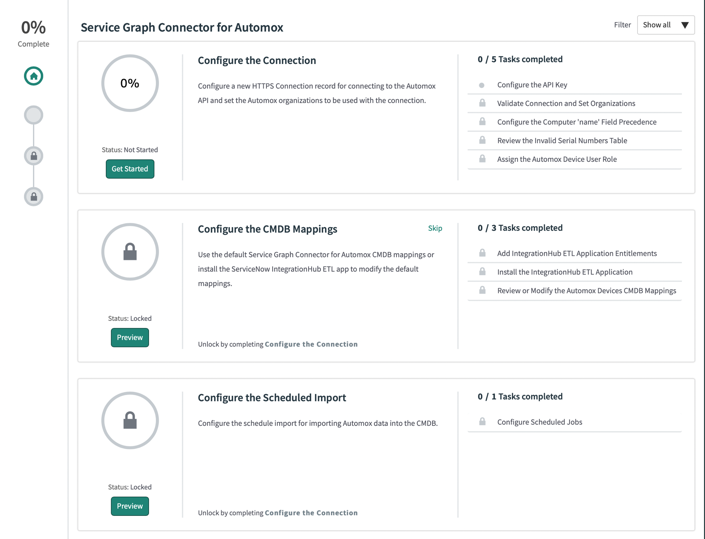 0%
Complete
Service Graph Connector for Automox
Filter
Show all
0%
Status: Not Started
Get Started
Configure the Connection
Configure a new HTTPS Connection record for connecting to the Automox
API and set the Automox organizations to be used with the connection.
0 / 5 Tasks completed
Configure the API Key
Validate Connection and Set Organizations
Configure the Computer 'name' Field Precedence
Review the Invalid Serial Numbers Table
Assign the Automox Device User Role
Status: Locked
Preview
Configure the CMDB Mappings
Skip
Use the default Service Graph Connector for Automox CMDB mappings or
install the ServiceNow IntegrationHub ETL app to modify the default
mappings.
Unlock by completing Configure the Connection
0 / 3 Tasks completed
Add IntegrationHub ETL Application Entitlements
Install the IntegrationHub ETL Application
Review or Modify the Automox Devices CMDB Mappings
Status: Locked
Preview
Configure the Scheduled Import
Configure the schedule import for importing Automox data into the CMDB.
Unlock by completing Configure the Connection
0 / 1 Tasks completed
Configure Scheduled Jobs